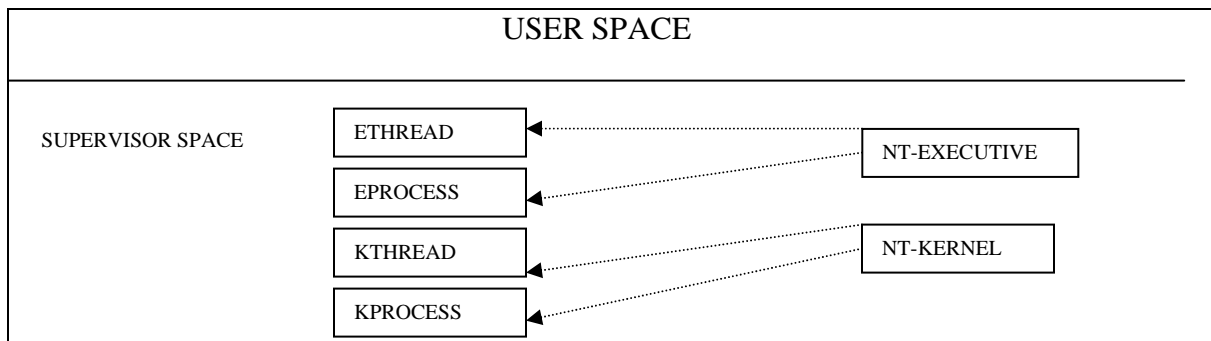 USER SPACE
SUPERVISOR SPACE
ETHREAD
NT-EXECUTIVE
EPROCESS
KTHREAD
NT-KERNEL
KPROCESS